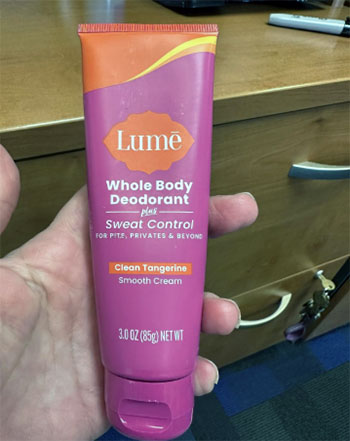 Lumē
Whole Body
Deodorant
plus
Sweat Control
FOR PITS, PRIVATES & BEYOND
Clean Tangerine
Smooth Cream
3.0 OZ (85g) NET WT